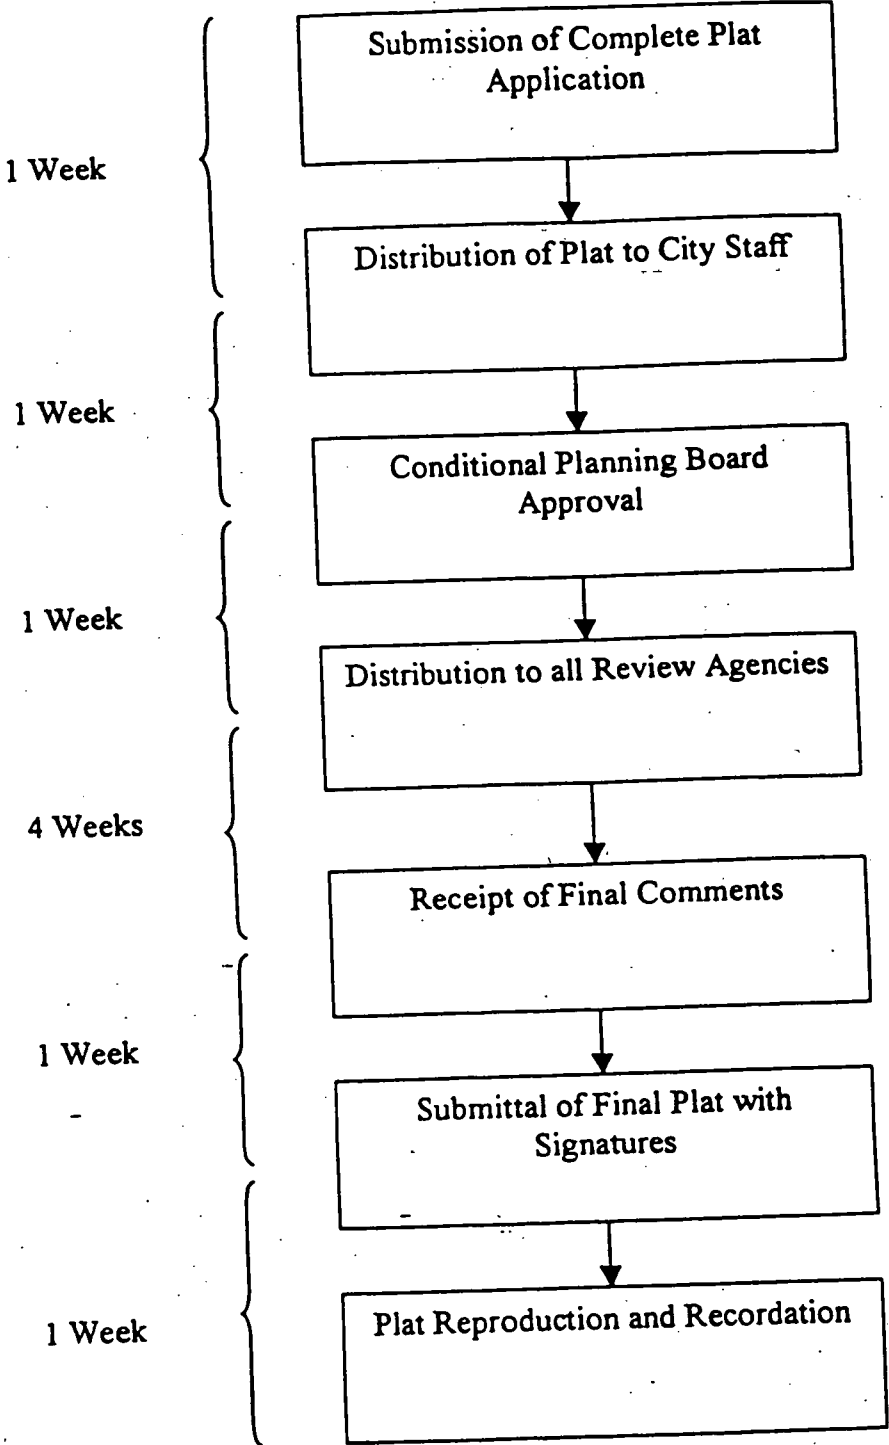 Submission of Complete Plat
Application
1 Week
Distribution of Plat to City Staff
1 Week
Conditional Planning Board
Approval
1 Week
Distribution to all Review Agencies
4 Weeks
Receipt of Final Comments
1 Week
Submittal of Final Plat with
Signatures
1 Week
Plat Reproduction and Recordation